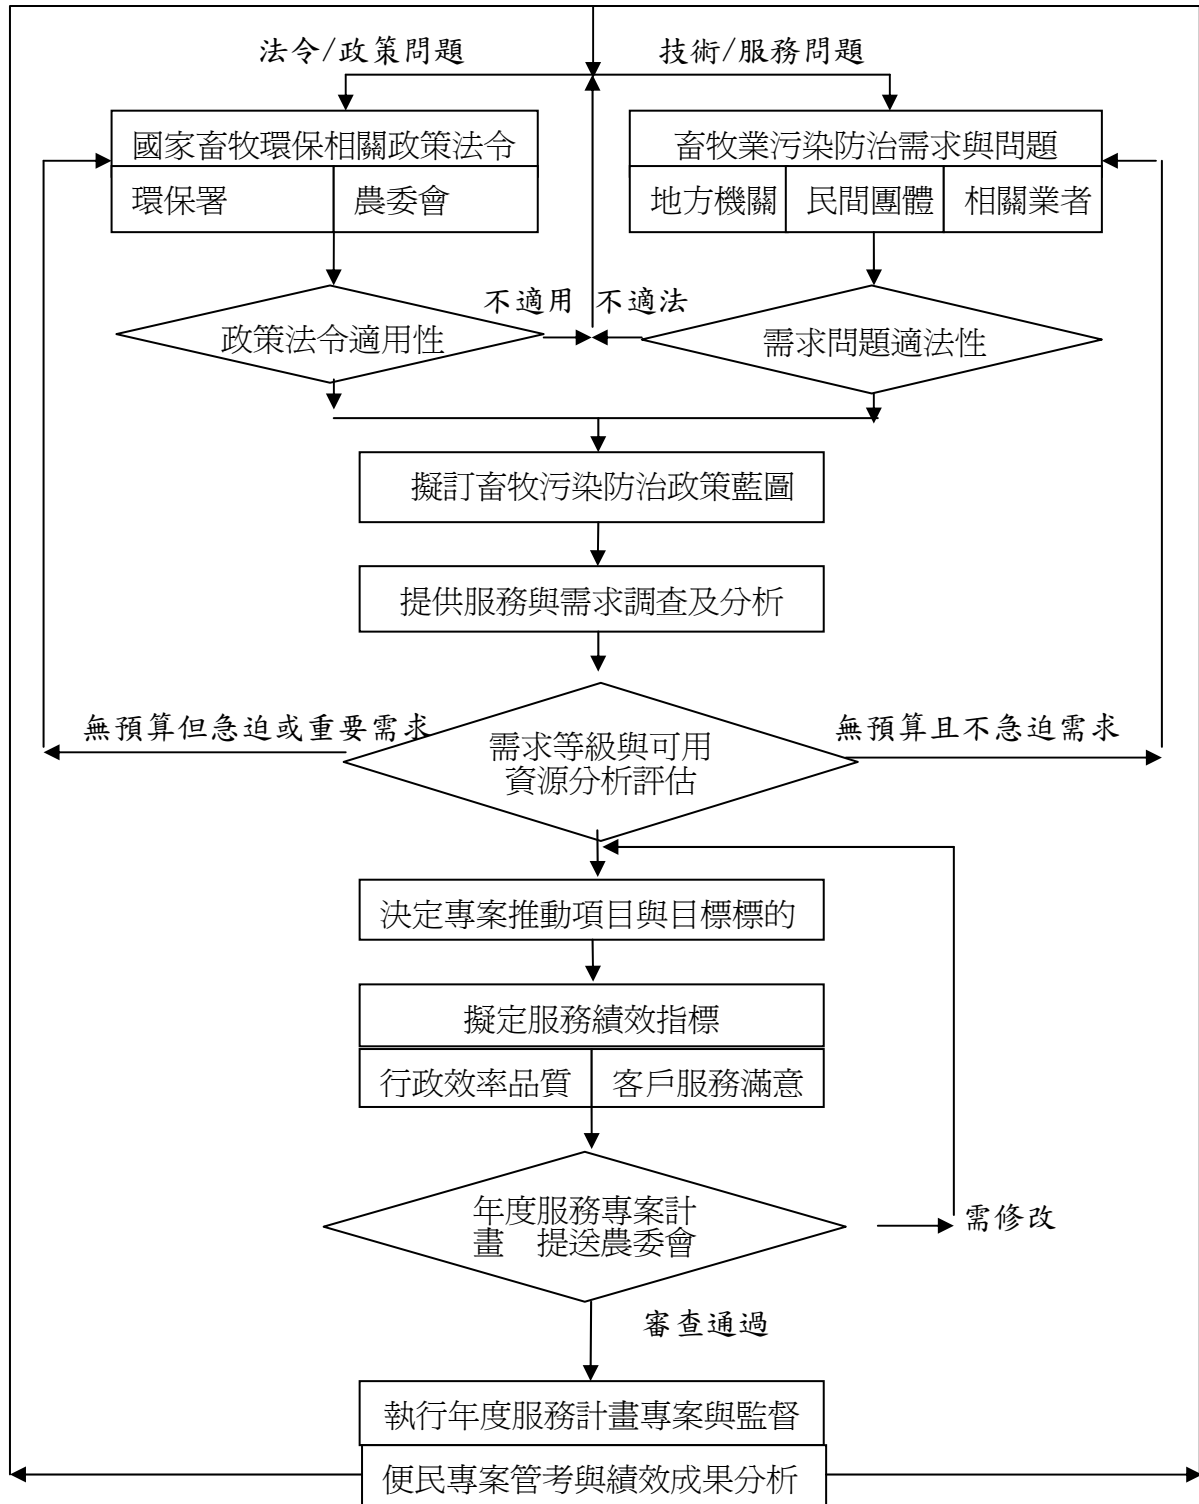 法令/政策問題
技術/服務問題
國家畜牧環保相關政策法令
環保署
農委會
畜牧業污染防治需求與問題
地方機關
民間團體
相關業者
不適用
不適法
政策法令適用性
需求問題適法性
擬訂畜牧污染防治政策藍圖
提供服務與需求調查及分析
無預算但急迫或重要需求
需求等級與可用
資源分析評估
無預算且不急迫需求
決定專案推動項目與目標標的
擬定服務績效指標
行政效率品質
客戶服務滿意
年度服務專案計
畫 提送農委會
需修改
審查通過
執行年度服務計畫專案與監督
便民專案管考與績效成果分析